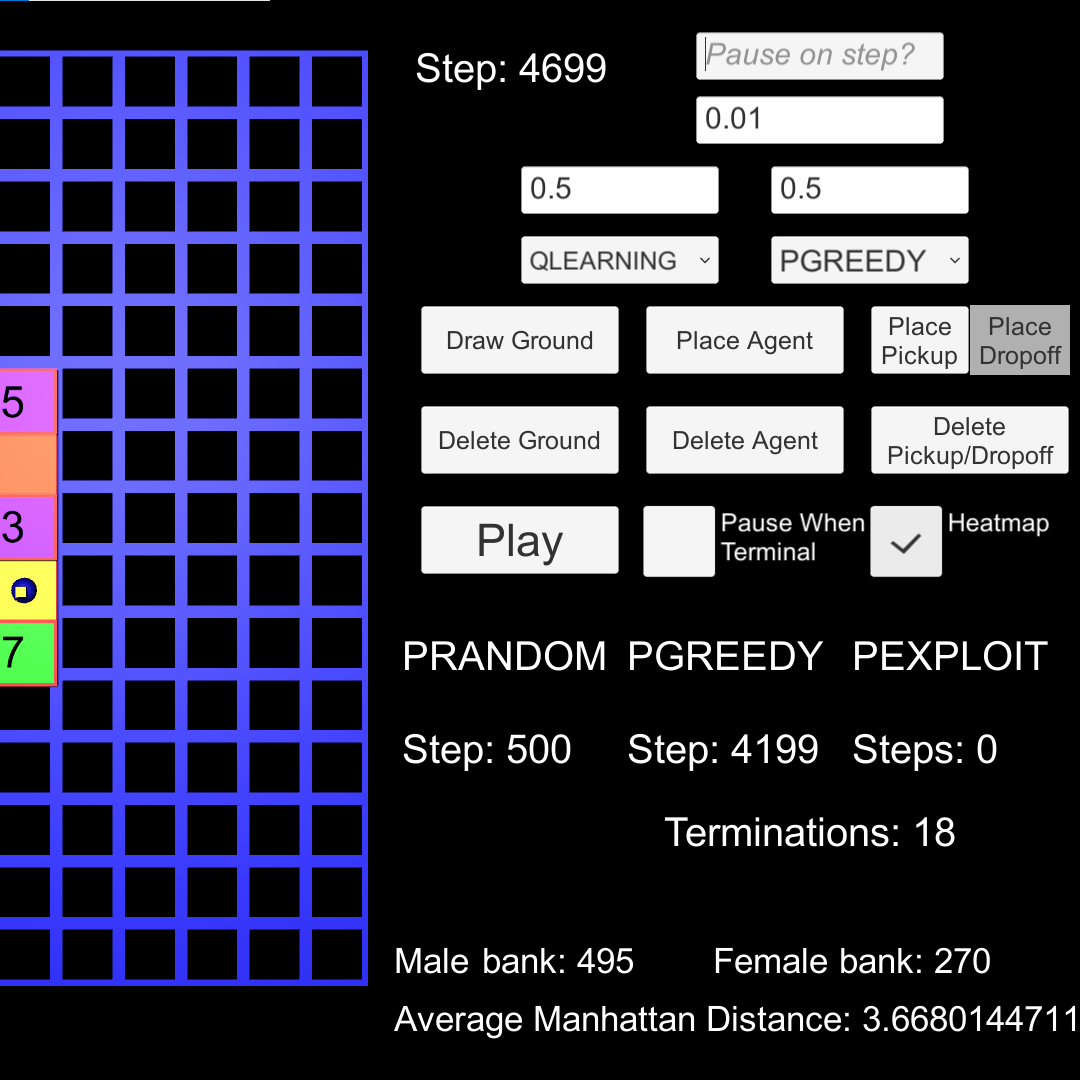 Step: 4699
Pause on step?
0.01
0.5
0.5
QLEARNING
PGREEDY
Draw Ground
Place Agent
Place
Pickup
Place
Dropoff
5
Delete Ground
Delete Agent
Delete
Pickup/Dropoff
3
Play
Pause When
Terminal
Heatmap
7
PRANDOM
PGREEDY
PEXPLOIT
Step: 500
Step: 4199
Steps: 0
Terminations: 18
Male bank: 495
Female bank: 270
Average Manhattan Distance: 3.6680144711